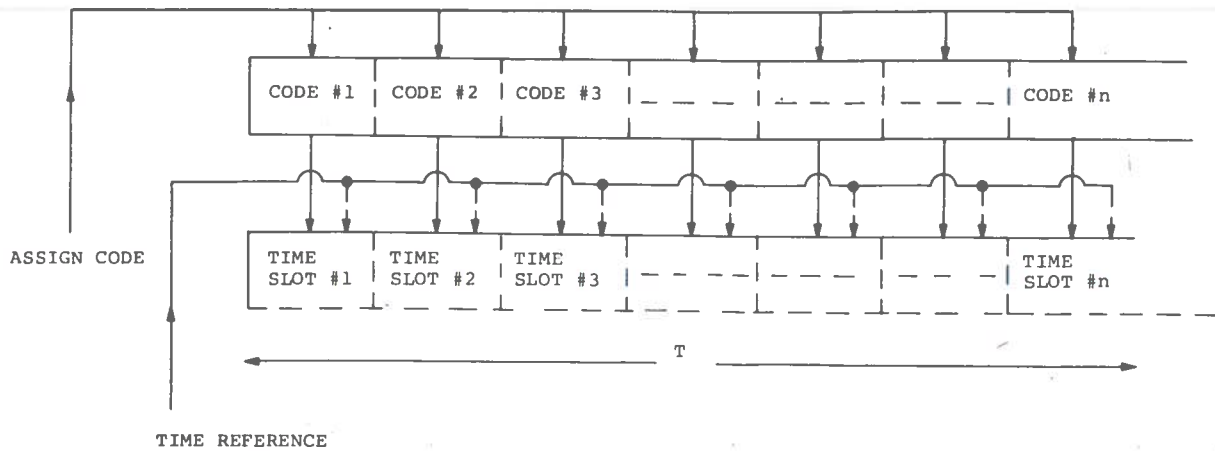 CODE #1 CODE #2 CODE #3 CODE #n
ASSIGN CODE
TIME SLOT #1
TIME SLOT #2
TIME SLOT #3
TIME SLOT #n
T
TIME REFERENCE